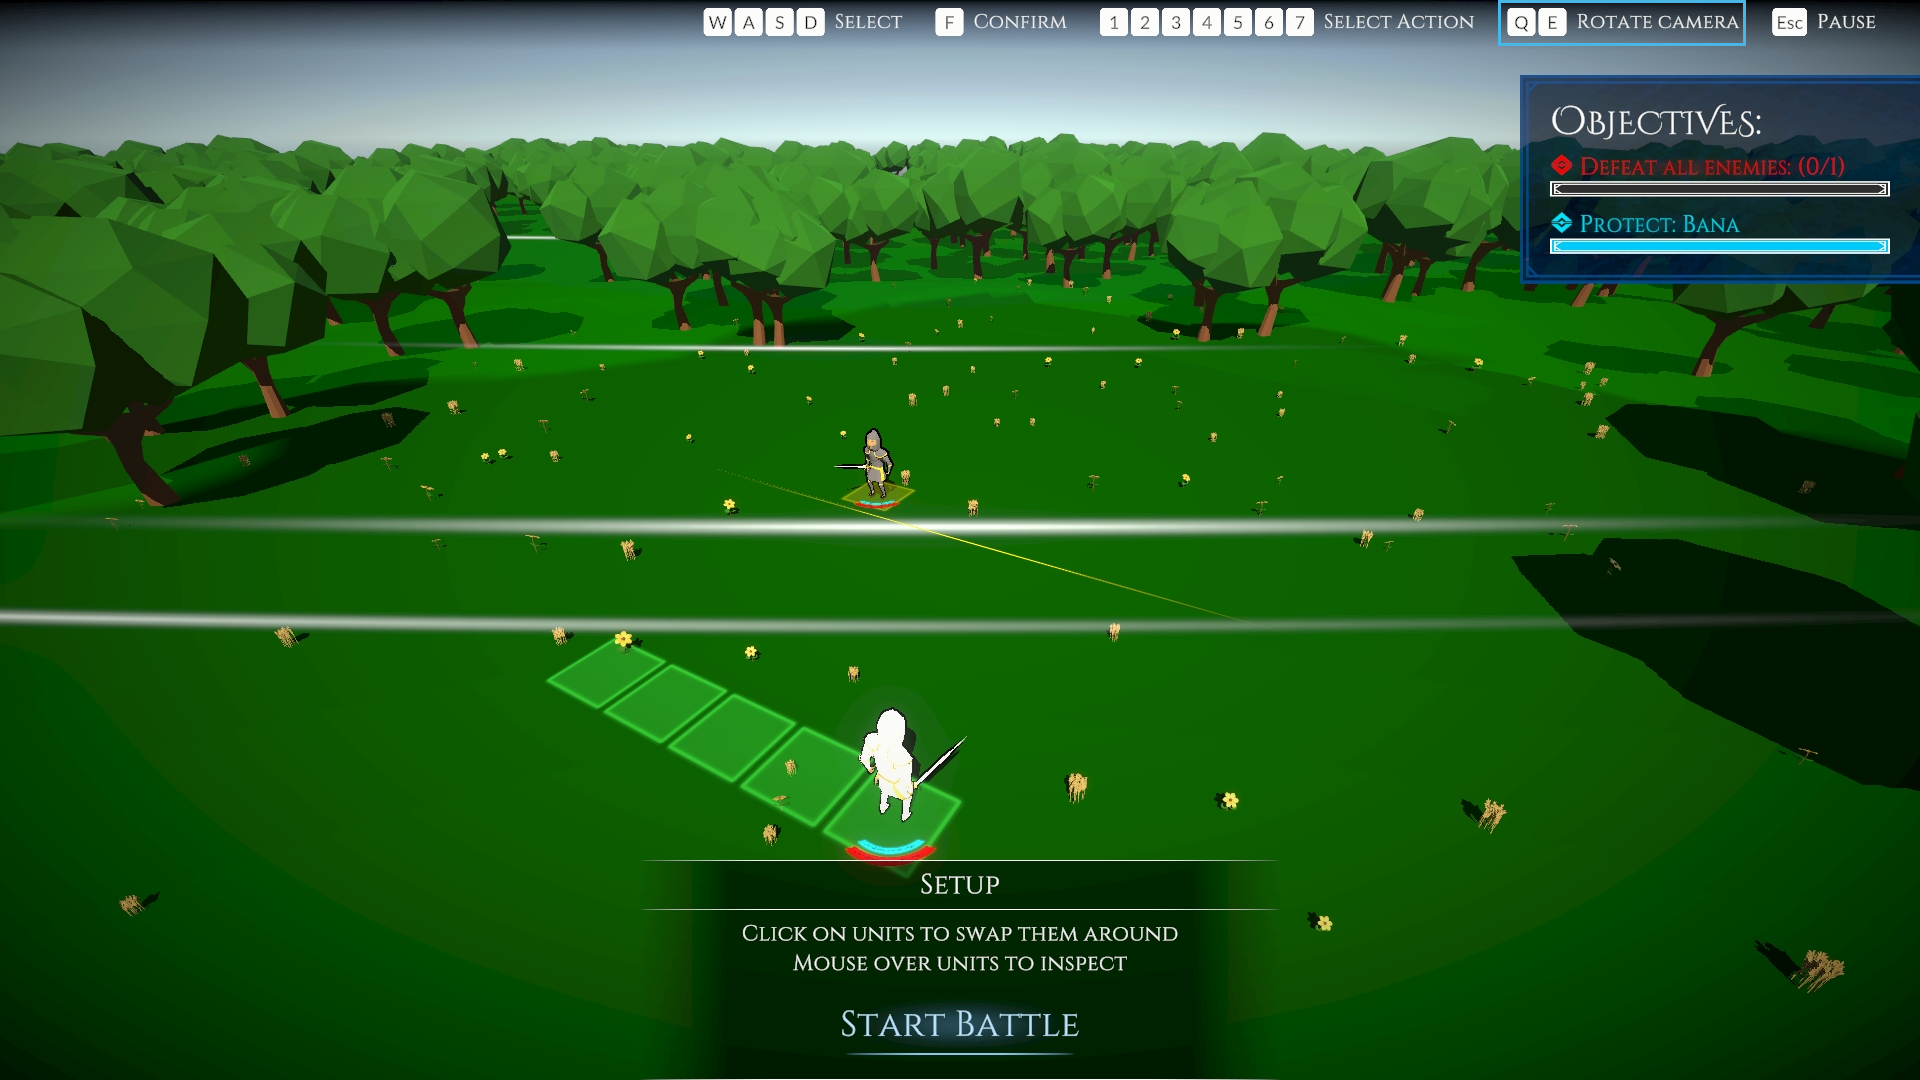 W A S D Select F Confirm 1 2 3 4 5 6 7 Select Action Q E Rotate camera Esc Pause
Objectives:
Defeat all enemies: (0/1)
Protect: Bana
Setup
Click on units to swap them around
Mouse over units to inspect
Start Battle